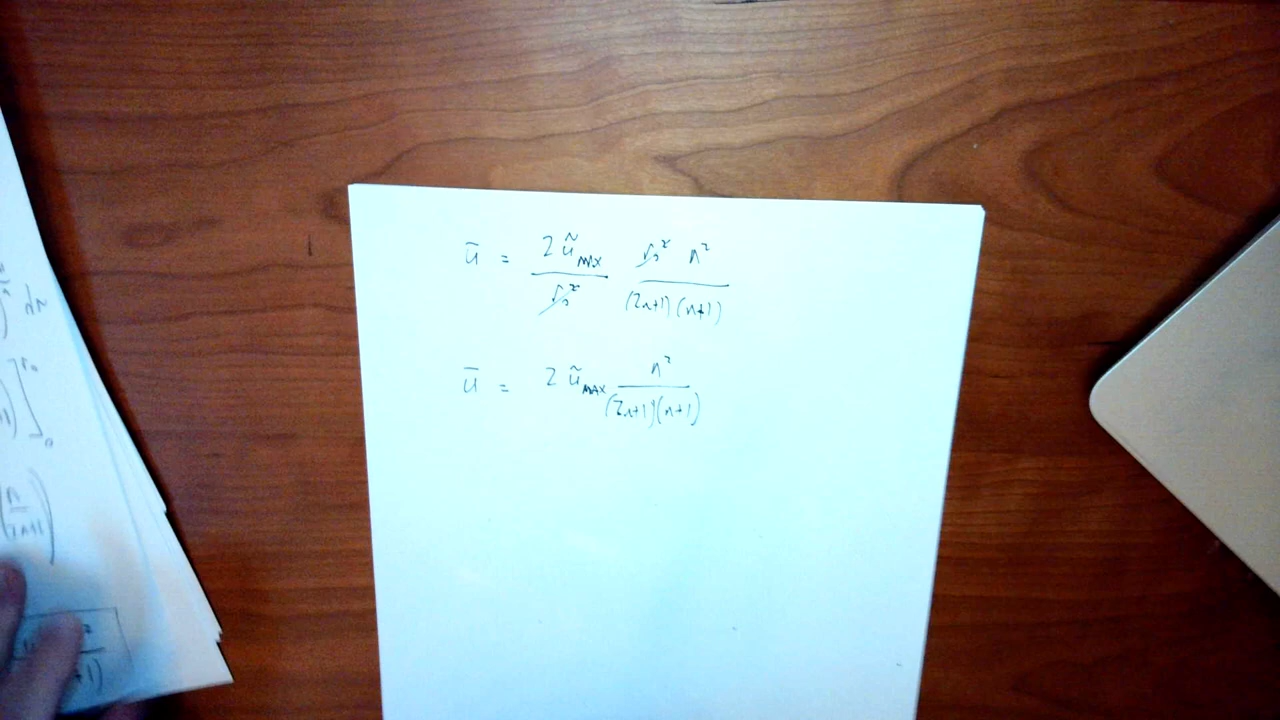 ū = 2 ũ_MAX / r₀² · r₀² n² / (2n+1)(n+1)
ū = 2 ũ_MAX n² / (2n+1)(n+1)